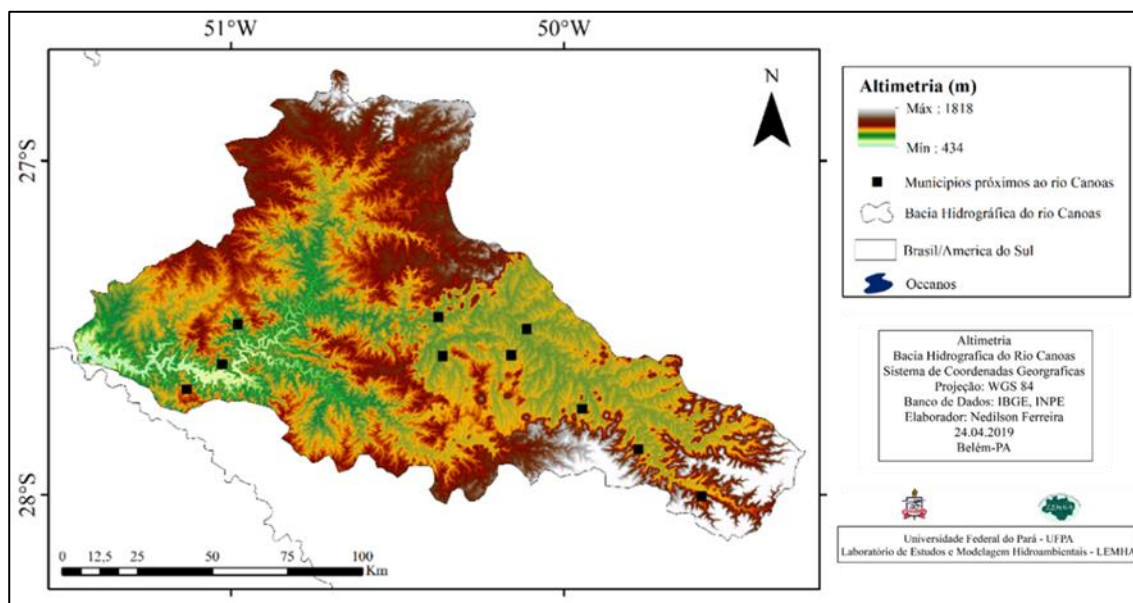 51°W
50°W
N
27°S
28°S
0 12,5 25 50 75 100
Km
Altimetria (m)
Máx : 1818
Mín : 434
Municipios próximos ao rio Canoas
Bacia Hidrográfica do rio Canoas
Brasil/America do Sul
Occanos
Altimetria
Bacia Hidrografica do Rio Canoas
Sistema de Coordenadas Georgraficas
Projeção: WGS 84
Banco de Dados: IBGE, INPE
Elaborador: Nedilson Ferreira
24.04.2019
Belém-PA
Universidade Federal do Pará - UFPA
Laboratório de Estudos e Modelagem Hidroambientais - LEMHA